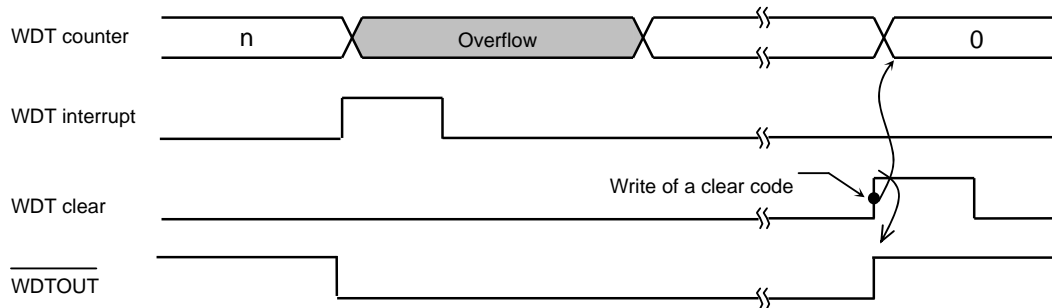 WDT counter
n
Overflow
0
WDT interrupt
Write of a clear code
WDT clear
WDTOUT